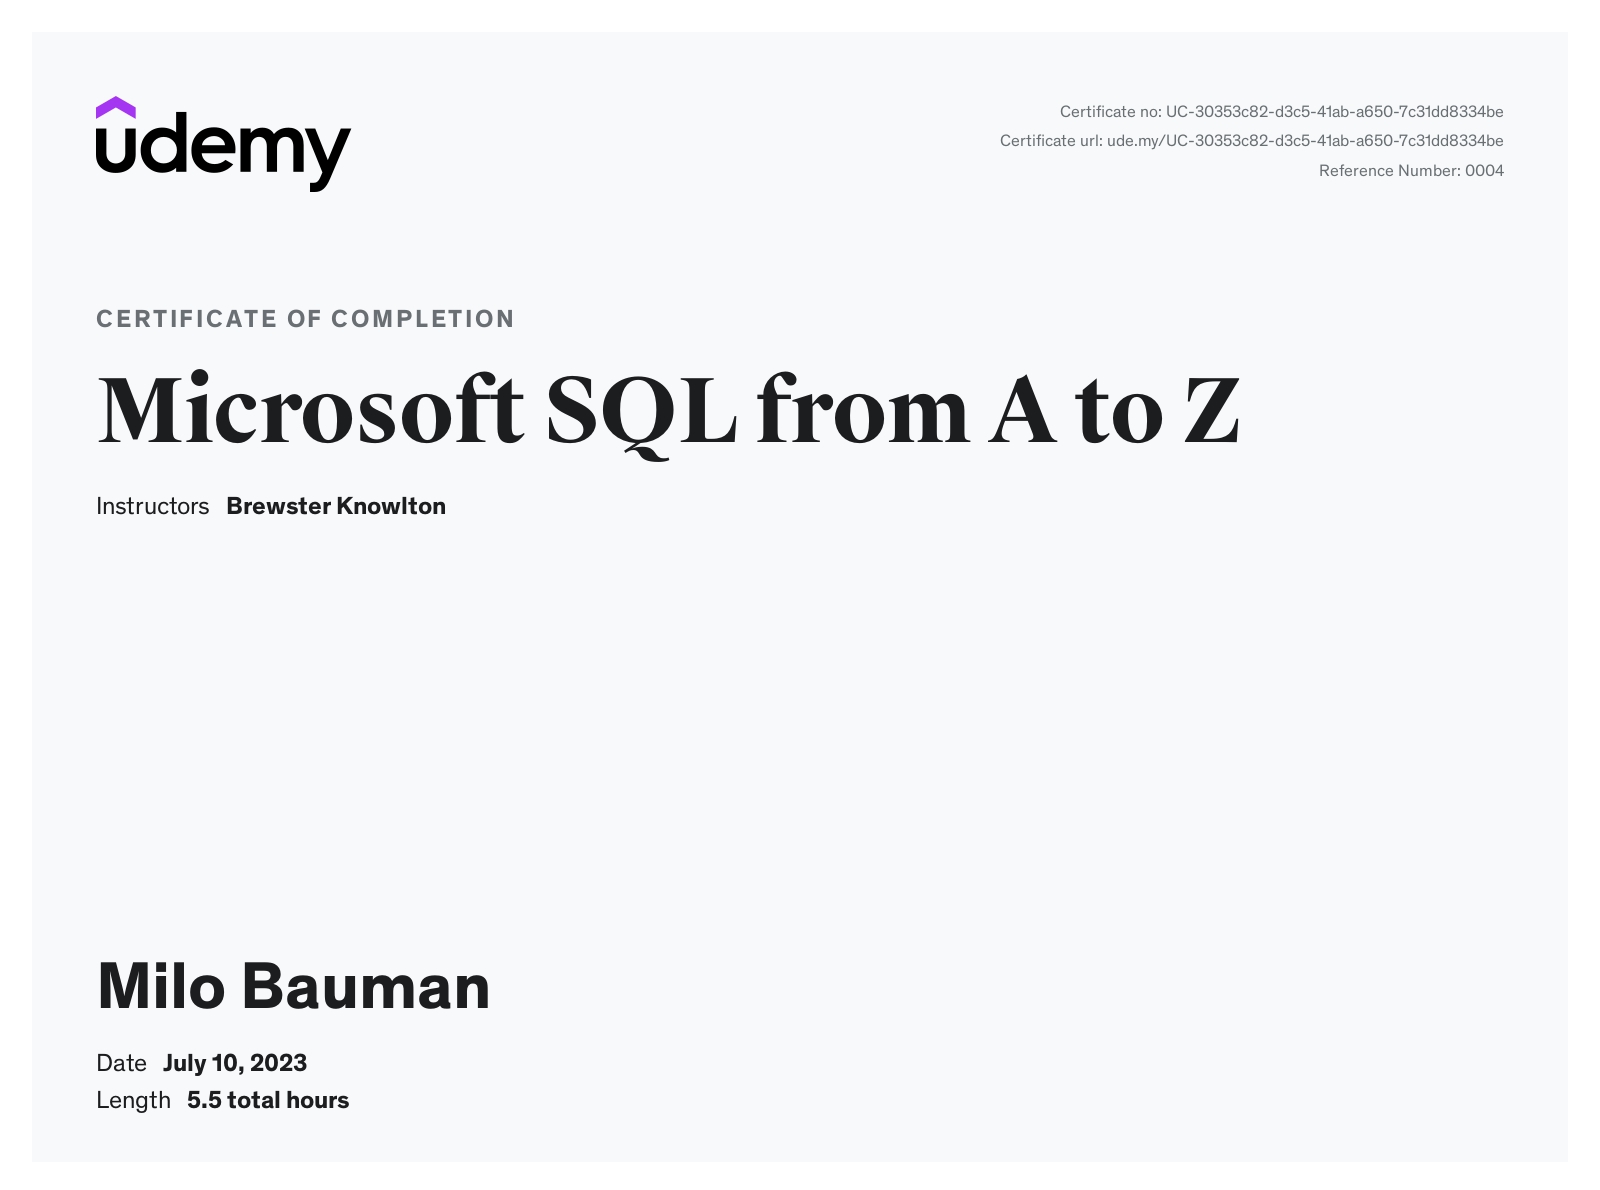 udemy
Certificate no: UC-30353c82-d3c5-41ab-a650-7c31dd8334be
Certificate url: ude.my/UC-30353c82-d3c5-41ab-a650-7c31dd8334be
Reference Number: 0004
CERTIFICATE OF COMPLETION
Microsoft SQL from A to Z
Instructors Brewster Knowlton
Milo Bauman
Date July 10, 2023
Length 5.5 total hours